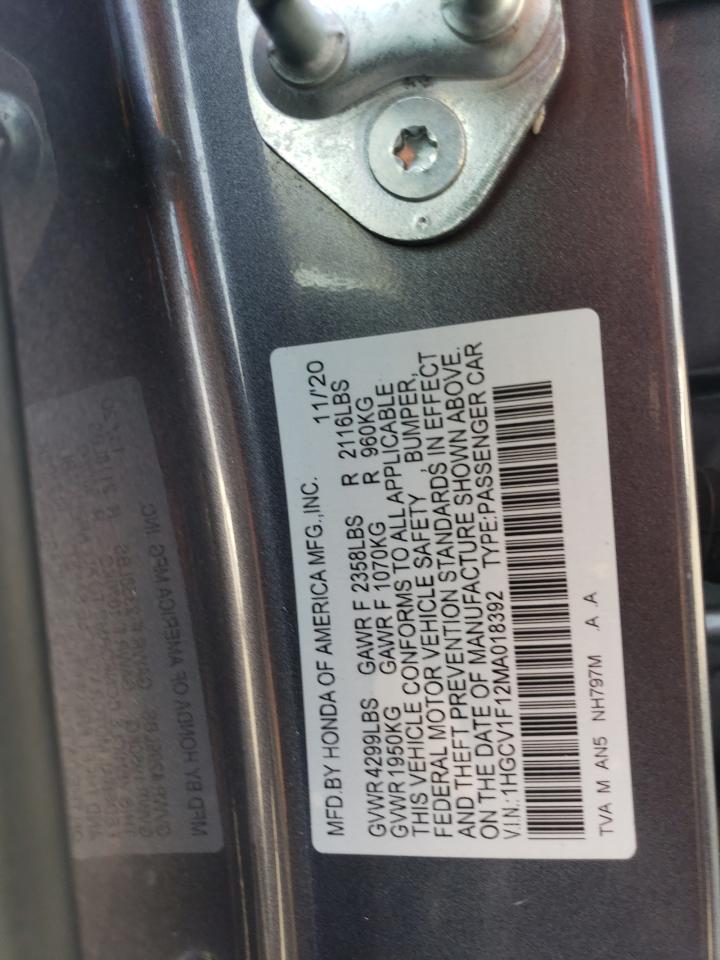 MFD.BY HONDA OF AMERICA MFG.,INC. 11/'20
GVWR 4299LBS GAWR F 2358LBS R 2116LBS
GVWR 1950KG GAWR F 1070KG R 960KG
THIS VEHICLE CONFORMS TO ALL APPLICABLE
FEDERAL MOTOR VEHICLE SAFETY , BUMPER,
AND THEFT PREVENTION STANDARDS IN EFFECT
ON THE DATE OF MANUFACTURE SHOWN ABOVE.
V.IN.:1HGCV1F12MA018392 TYPE:PASSENGER CAR
TVA M AN5 NH797M .A .A